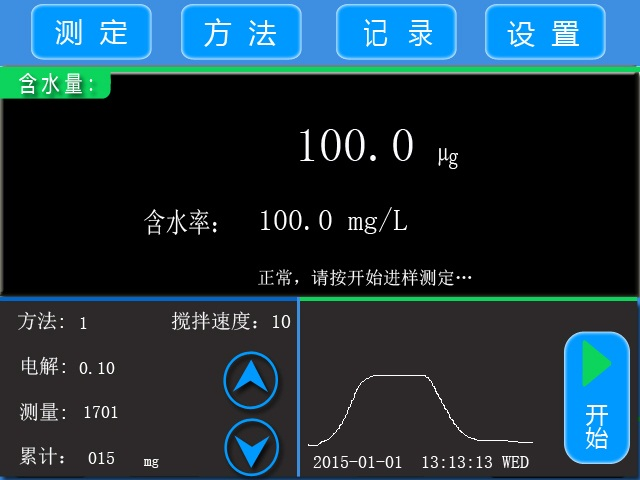 测 定 方 法 记 录 设 置
含水量:
100.0 μg
含水率: 100.0 mg/L
正常,请按开始进样测定…
方法: 1 搅拌速度: 10
电解: 0.10
测量: 1701
累计: 015 mg
开始
2015-01-01 13:13:13 WED